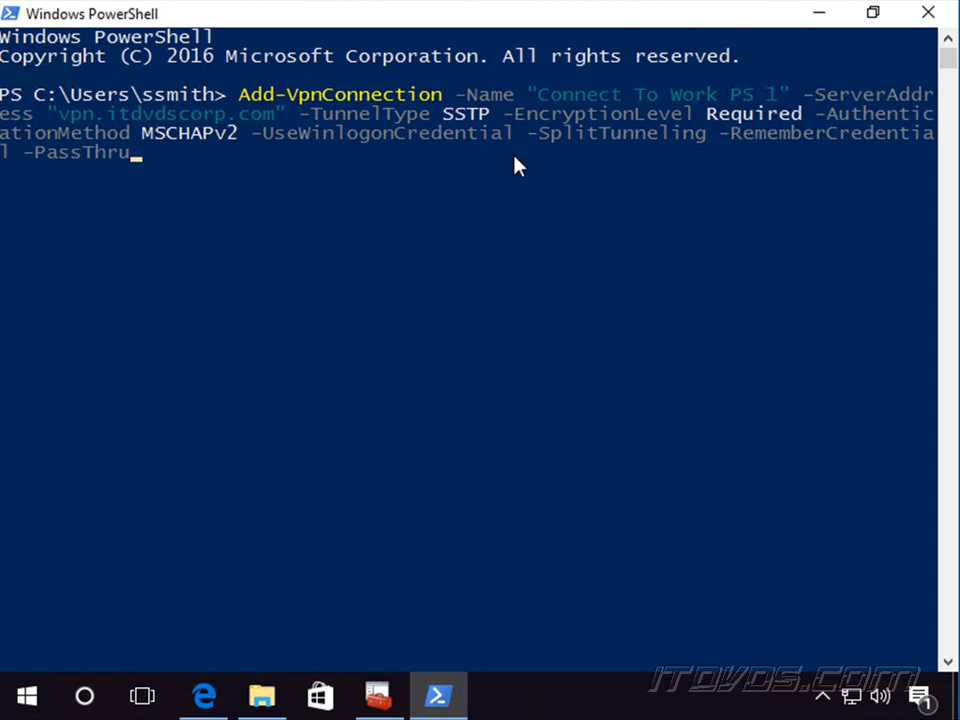 Windows PowerShell
Windows PowerShell
Copyright (C) 2016 Microsoft Corporation. All rights reserved.
PS C:\Users\ssmith> Add-VpnConnection -Name "Connect To Work PS 1" -ServerAddr
ess "vpn.itdvdscorp.com" -TunnelType SSTP -EncryptionLevel Required -Authentic
ationMethod MSCHAPv2 -UseWinlogonCredential -SplitTunneling -RememberCredentia
l -PassThru
ITDVDS.com
1